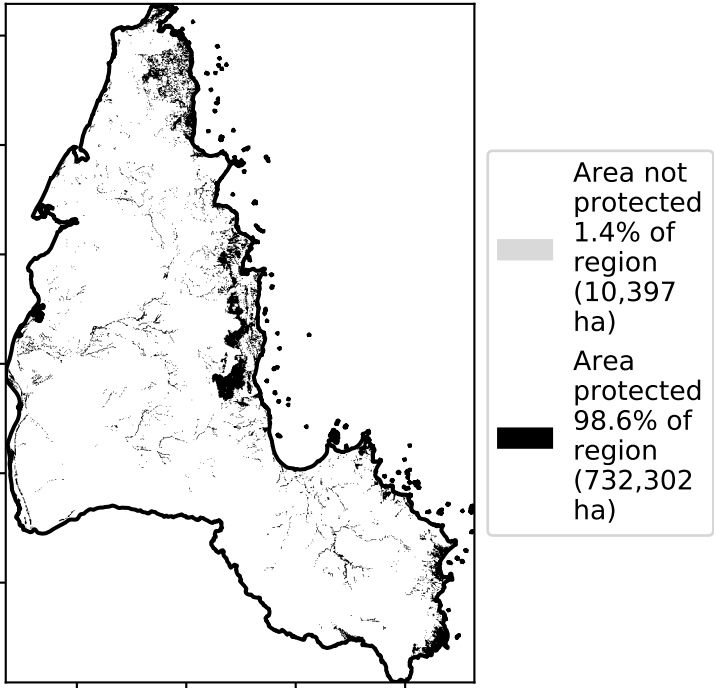 Area not
protected
1.4% of
region
(10,397
ha)
Area
protected
98.6% of
region
(732,302
ha)